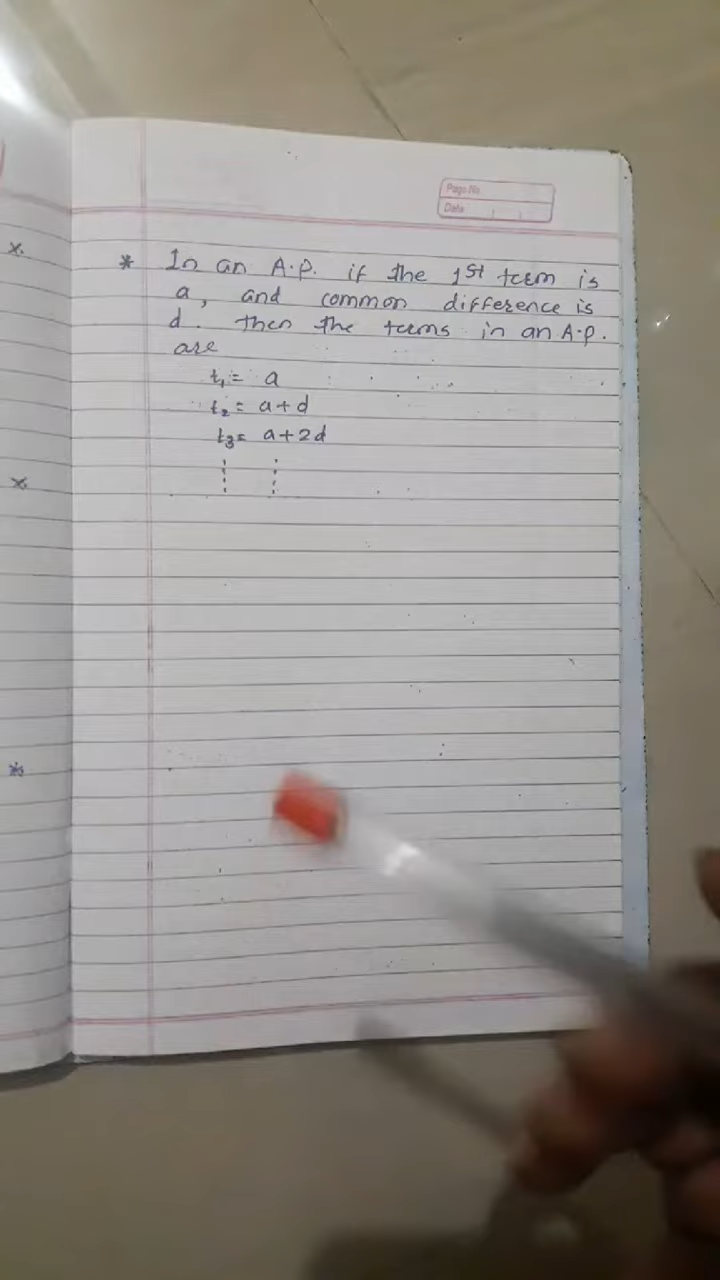 Page No
Date
* In an A.P. if the 1st term is
a, and common difference is
d. then the terms in an A.P.
are
t₁ = a
t₂ = a+d
t₃= a+2d